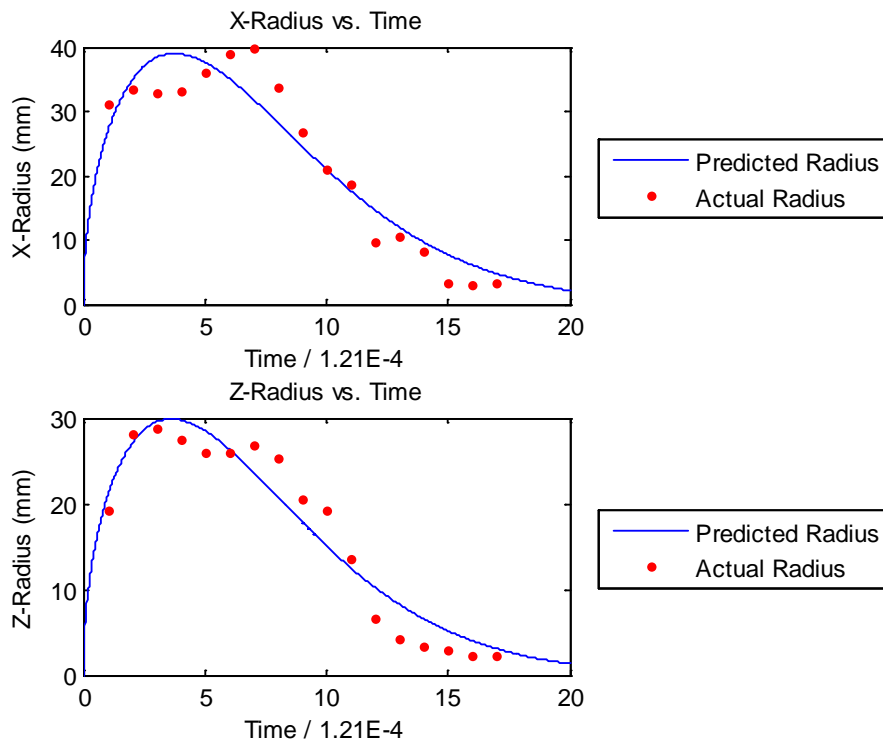 X-Radius vs. Time
40
30
20
10
0
X-Radius (mm)
0 5 10 15 20
Time / 1.21E-4
Predicted Radius
Actual Radius
Z-Radius vs. Time
30
20
10
0
Z-Radius (mm)
0 5 10 15 20
Time / 1.21E-4
Predicted Radius
Actual Radius